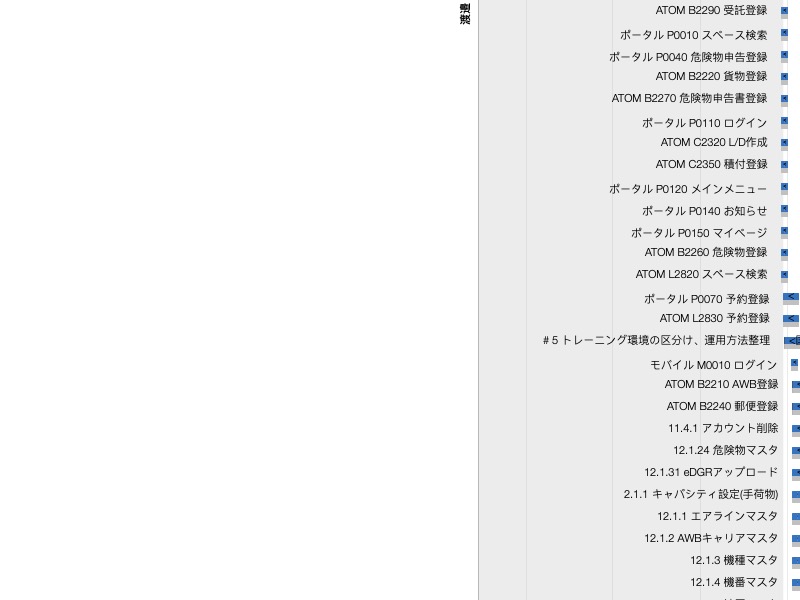 渡邊
ATOM B2290 受託登録
ポータル P0010 スペース検索
ポータル P0040 危険物申告登録
ATOM B2220 貨物登録
ATOM B2270 危険物申告書登録
ポータル P0110 ログイン
ATOM C2320 L/D作成
ATOM C2350 積付登録
ポータル P0120 メインメニュー
ポータル P0140 お知らせ
ポータル P0150 マイページ
ATOM B2260 危険物登録
ATOM L2820 スペース検索
ポータル P0070 予約登録
ATOM L2830 予約登録
#5 トレーニング環境の区分け、運用方法整理
モバイル M0010 ログイン
ATOM B2210 AWB登録
ATOM B2240 郵便登録
11.4.1 アカウント削除
12.1.24 危険物マスタ
12.1.31 eDGRアップロード
2.1.1 キャパシティ設定(手荷物)
12.1.1 エアラインマスタ
12.1.2 AWBキャリアマスタ
12.1.3 機種マスタ
12.1.4 機番マスタ